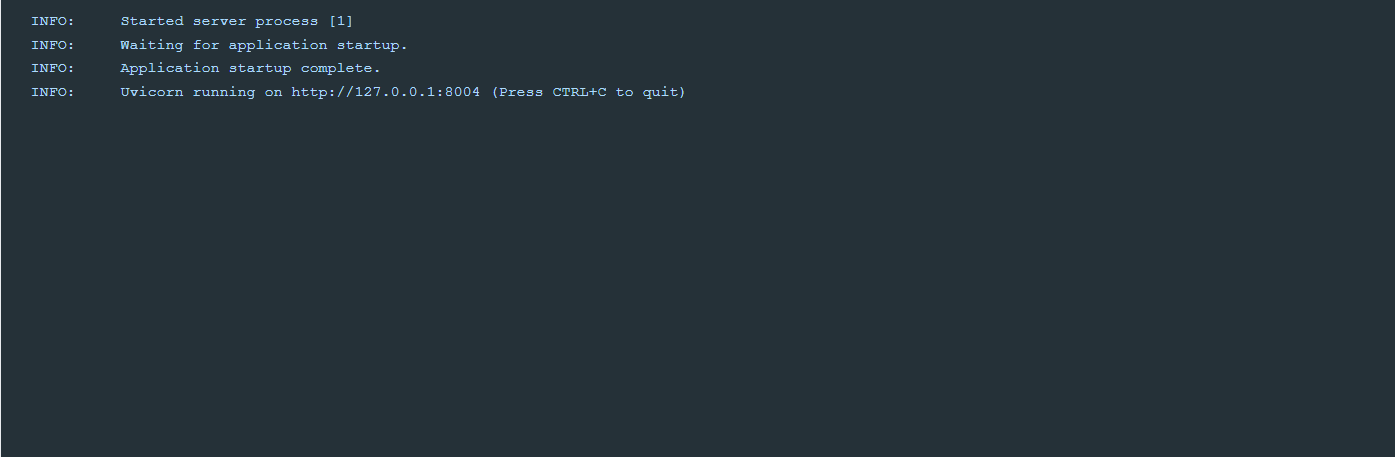 INFO:     Started server process [1]
INFO:     Waiting for application startup.
INFO:     Application startup complete.
INFO:     Uvicorn running on http://127.0.0.1:8004 (Press CTRL+C to quit)